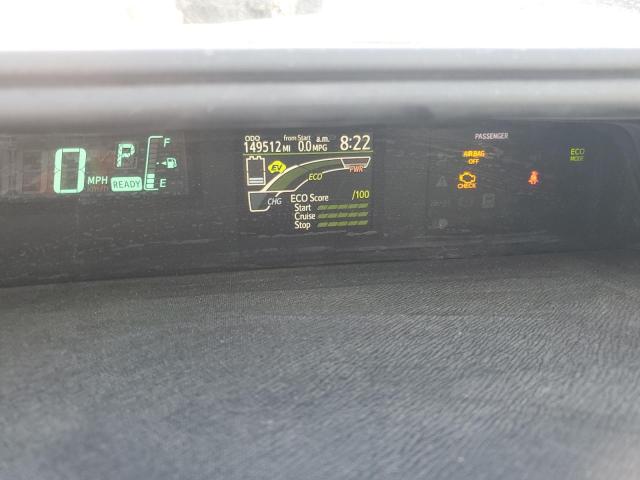 0 MPH
P
READY
F
E
ODO from Start a.m.
149512 MI 0.0 MPG 8:22
EV
PWR
ECO
CHG
ECO Score /100
Start
Cruise
Stop
PASSENGER
AIRBAG
OFF
CHECK
ECO
MODE